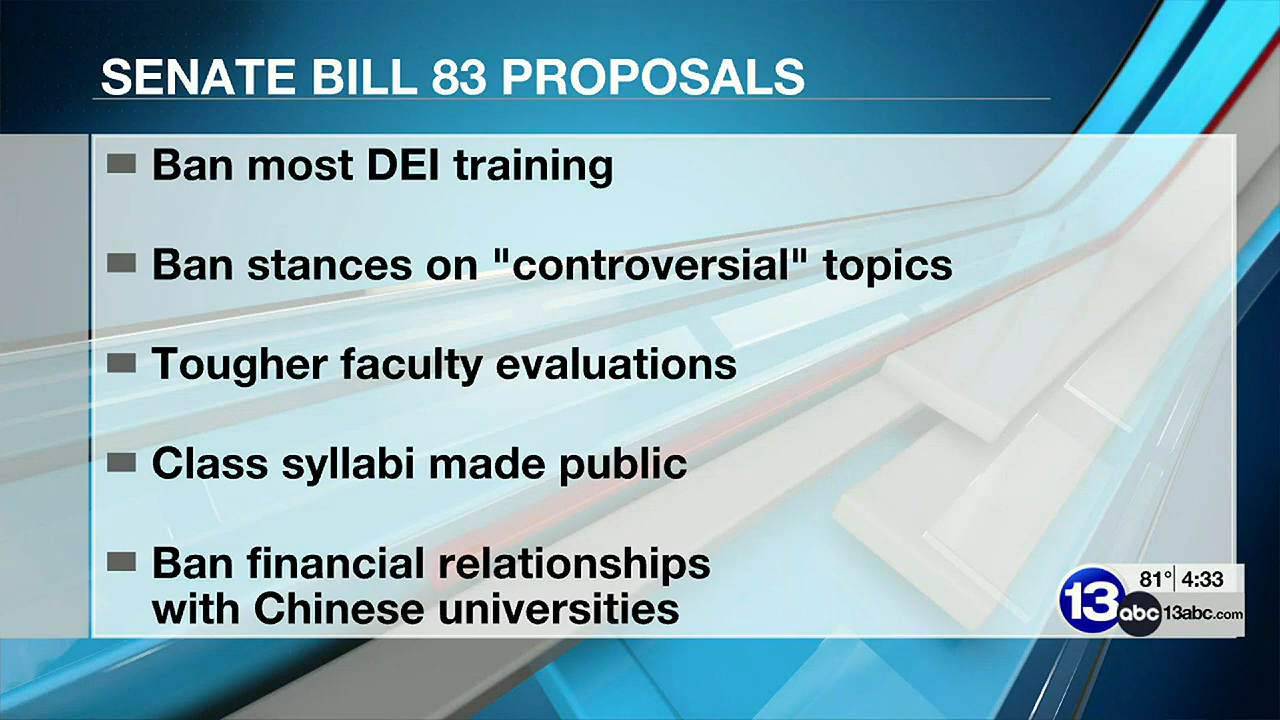 SENATE BILL 83 PROPOSALS
Ban most DEI training
Ban stances on "controversial" topics
Tougher faculty evaluations
Class syllabi made public
Ban financial relationships
with Chinese universities
81° 4:33
13 abc 13abc.com